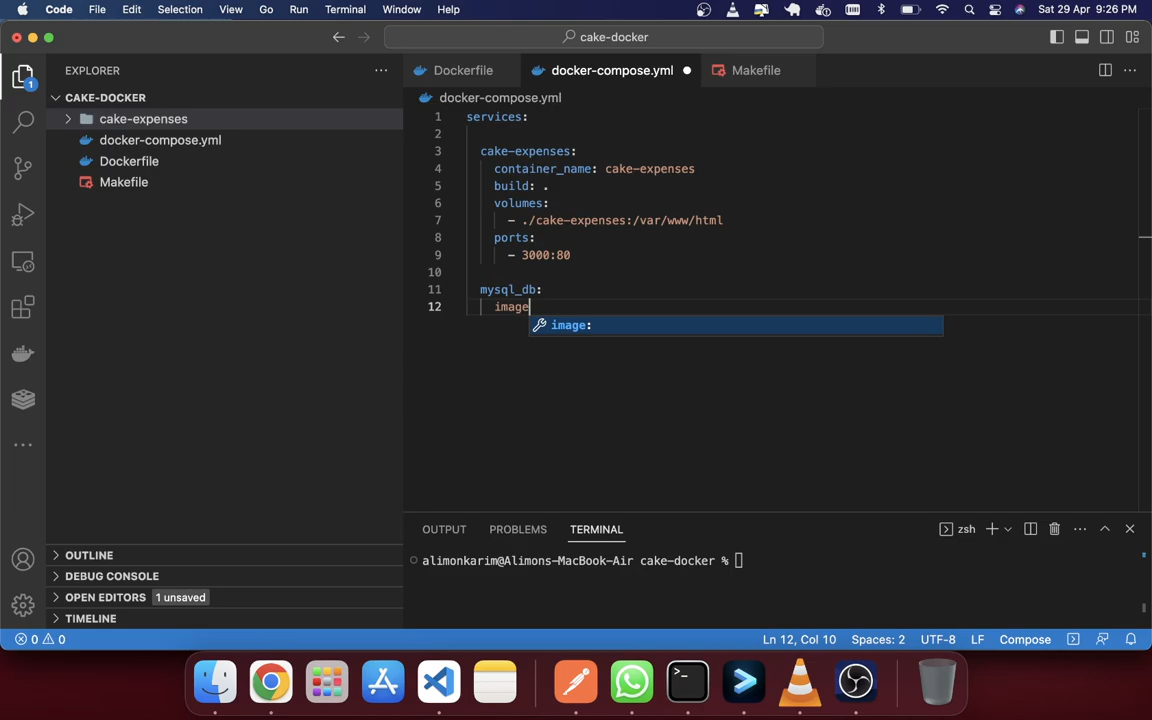 Code File Edit Selection View Go Run Terminal Window Help Sat 29 Apr 9:26 PM
cake-docker
EXPLORER
Dockerfile docker-compose.yml Makefile
CAKE-DOCKER
cake-expenses
docker-compose.yml
Dockerfile
Makefile
docker-compose.yml
1 services:
2
3 cake-expenses:
4 container_name: cake-expenses
5 build: .
6 volumes:
7 - ./cake-expenses:/var/www/html
8 ports:
9 - 3000:80
10
11 mysql_db:
12 image
image:
1
OUTPUT PROBLEMS TERMINAL zsh
alimonkarim@Alimons-MacBook-Air cake-docker %
OUTLINE
DEBUG CONSOLE
OPEN EDITORS 1 unsaved
TIMELINE
0 0 Ln 12, Col 10 Spaces: 2 UTF-8 LF Compose